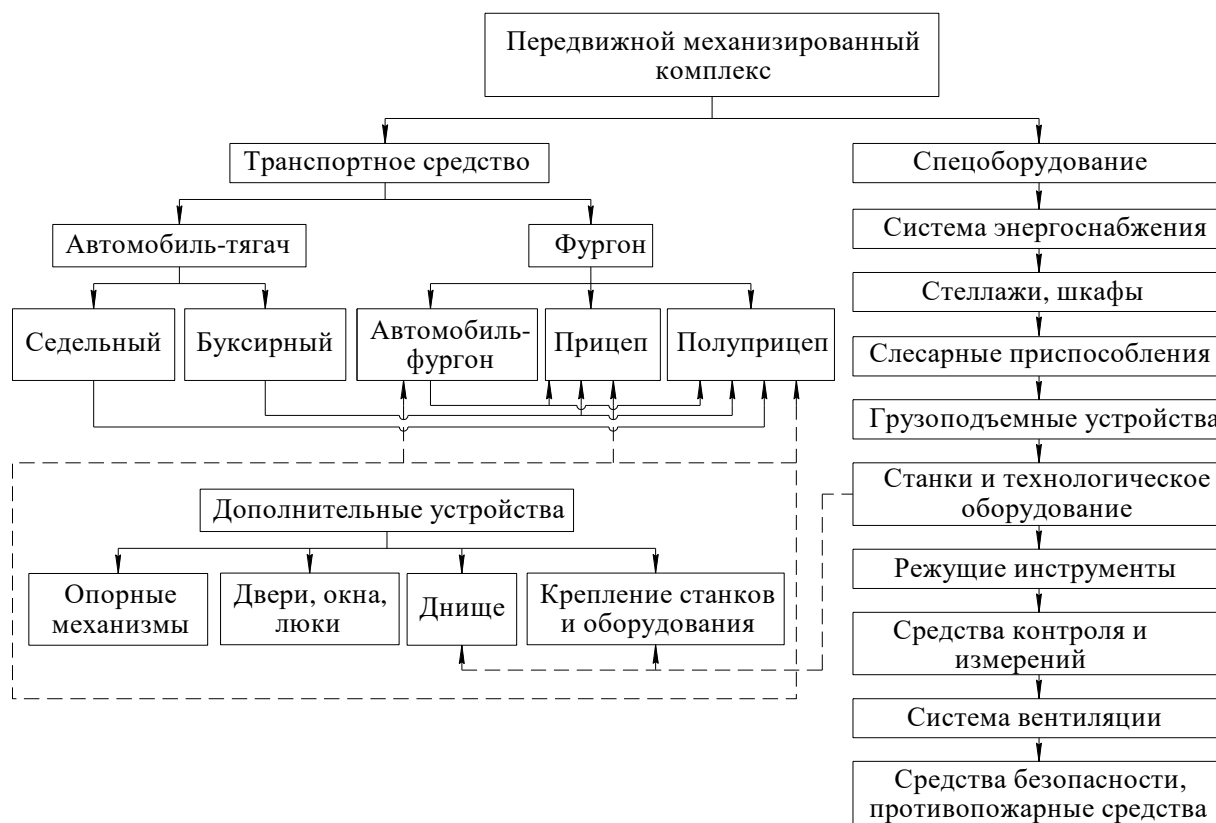 Передвижной механизированный
комплекс
Транспортное средство
Спецоборудование
Автомобиль-тягач
Фургон
Система энергоснабжения
Стеллажи, шкафы
Седельный
Буксирный
Автомобиль-
фургон
Прицеп
Полуприцеп
Слесарные приспособления
Грузоподъемные устройства
Станки и технологическое
оборудование
Дополнительные устройства
Опорные
механизмы
Двери, окна,
люки
Днище
Крепление станков
и оборудования
Режущие инструменты
Средства контроля и
измерений
Система вентиляции
Средства безопасности,
противопожарные средства